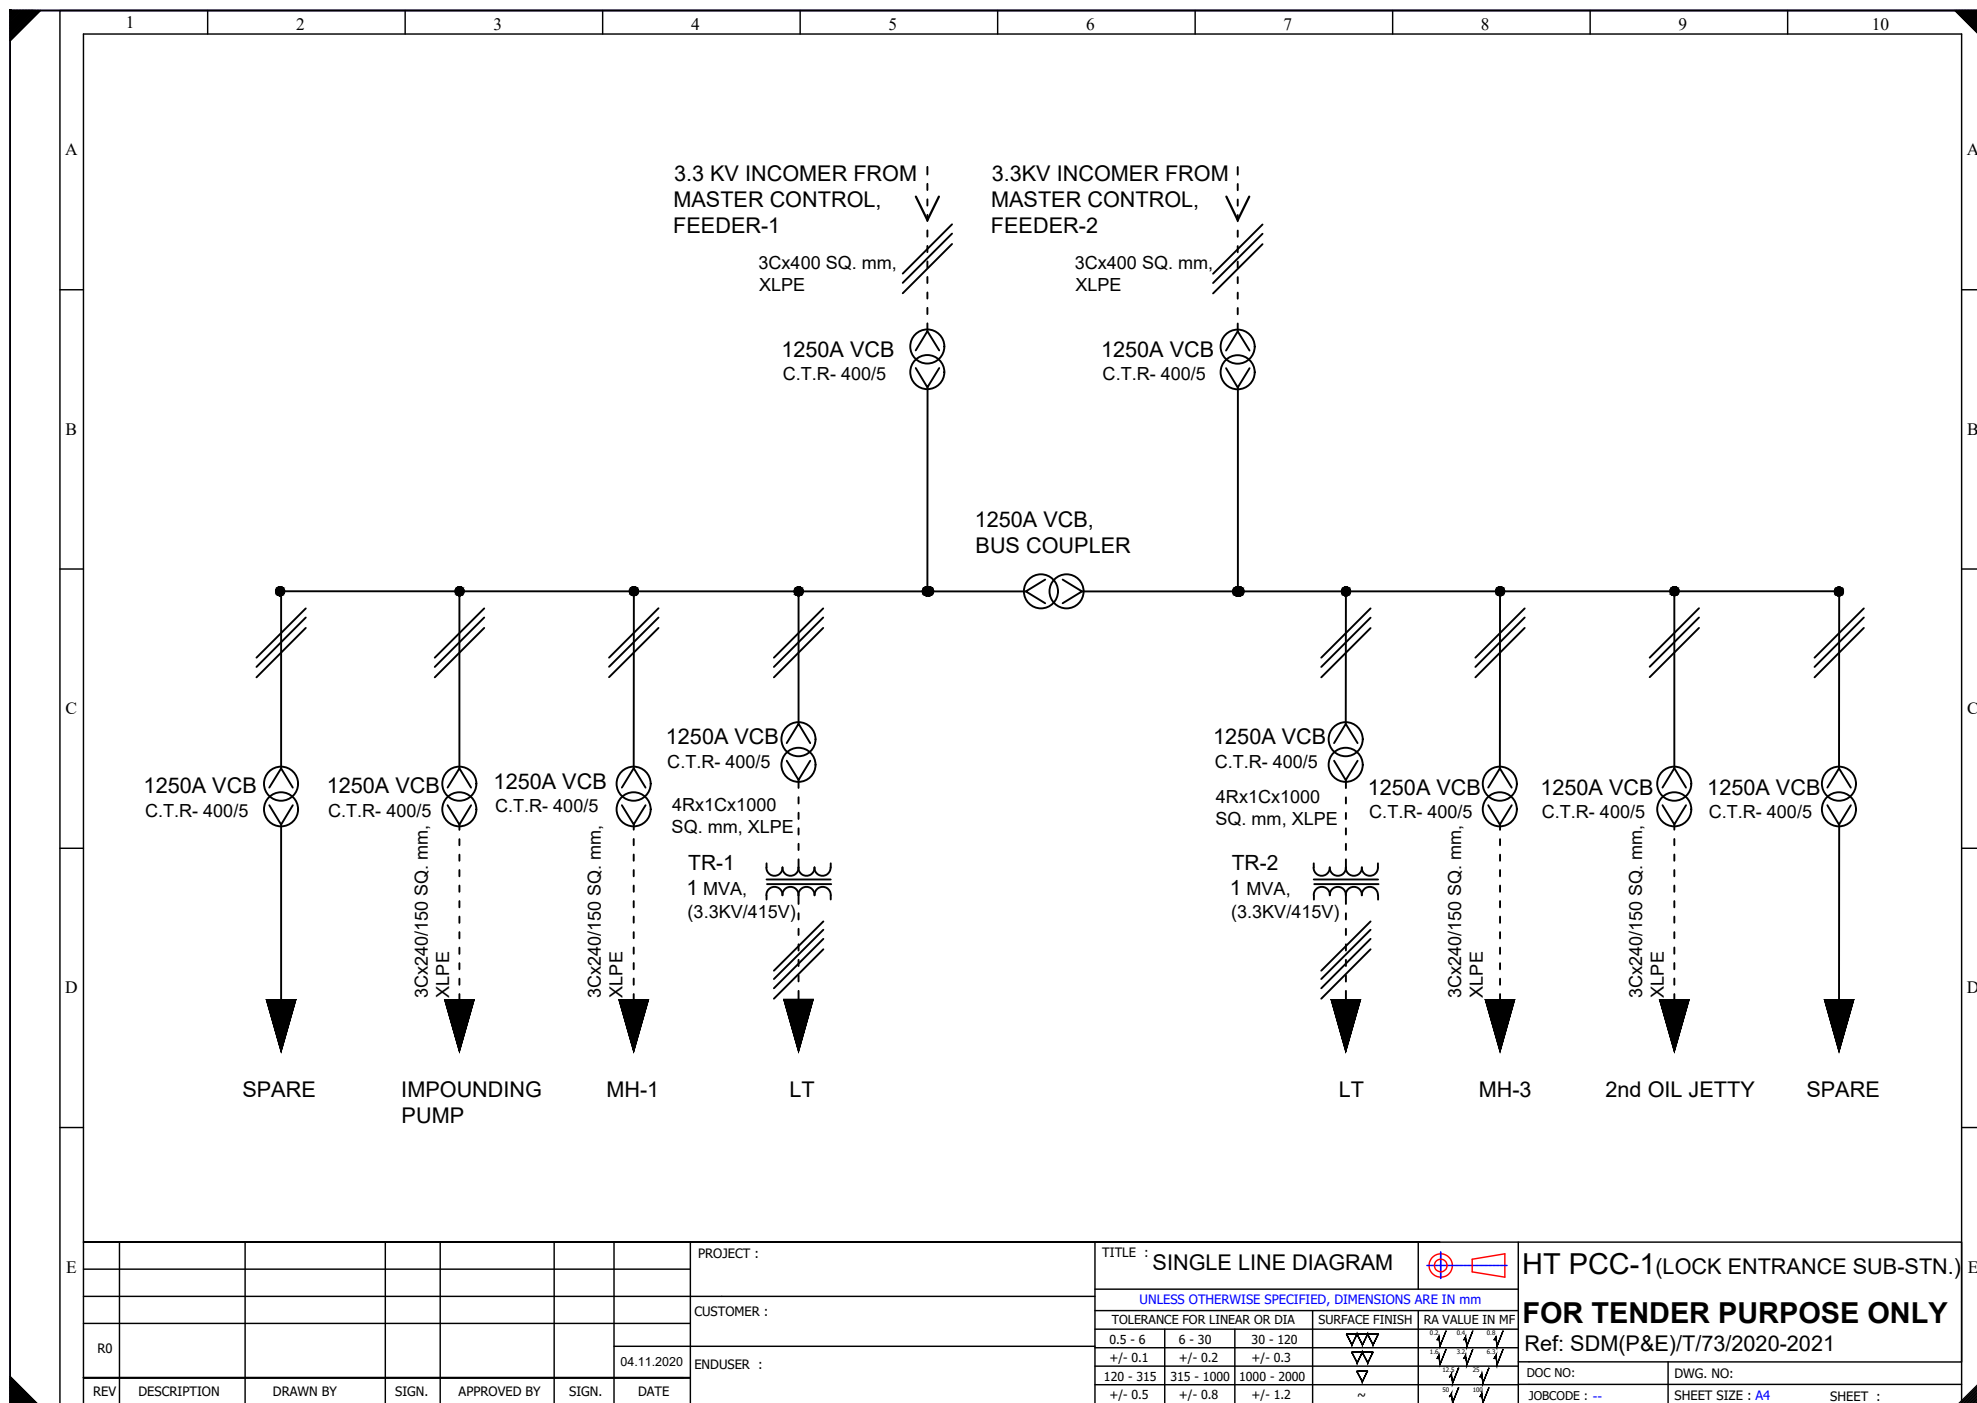 1 2 3 4 5 6 7 8 9 10
A
A
3.3 KV INCOMER FROM
MASTER CONTROL,
FEEDER-1
3.3KV INCOMER FROM
MASTER CONTROL,
FEEDER-2
3Cx400 SQ. mm,
XLPE
3Cx400 SQ. mm,
XLPE
1250A VCB
C.T.R- 400/5
1250A VCB
C.T.R- 400/5
B
B
1250A VCB,
BUS COUPLER
C
C
1250A VCB
C.T.R- 400/5
1250A VCB
C.T.R- 400/5
1250A VCB
C.T.R- 400/5
1250A VCB
C.T.R- 400/5
1250A VCB
C.T.R- 400/5
1250A VCB
C.T.R- 400/5
1250A VCB
C.T.R- 400/5
1250A VCB
C.T.R- 400/5
4Rx1Cx1000
SQ. mm, XLPE
4Rx1Cx1000
SQ. mm, XLPE
3Cx240/150 SQ. mm,
XLPE
3Cx240/150 SQ. mm,
XLPE
TR-1
1 MVA,
(3.3KV/415V)
TR-2
1 MVA,
(3.3KV/415V)
3Cx240/150 SQ. mm,
XLPE
3Cx240/150 SQ. mm,
XLPE
D
D
SPARE
IMPOUNDING
PUMP
MH-1
LT
LT
MH-3
2nd OIL JETTY
SPARE
E
E
R0
04.11.2020
REV DESCRIPTION DRAWN BY SIGN. APPROVED BY SIGN. DATE
PROJECT :
CUSTOMER :
ENDUSER :
TITLE : SINGLE LINE DIAGRAM
UNLESS OTHERWISE SPECIFIED, DIMENSIONS ARE IN mm
TOLERANCE FOR LINEAR OR DIA SURFACE FINISH RA VALUE IN MF
0.5 - 6 6 - 30 30 - 120
+/- 0.1 +/- 0.2 +/- 0.3
120 - 315 315 - 1000 1000 - 2000
+/- 0.5 +/- 0.8 +/- 1.2 ~
HT PCC-1(LOCK ENTRANCE SUB-STN.)
FOR TENDER PURPOSE ONLY
Ref: SDM(P&E)/T/73/2020-2021
DOC NO: DWG. NO:
JOBCODE : -- SHEET SIZE : A4 SHEET :